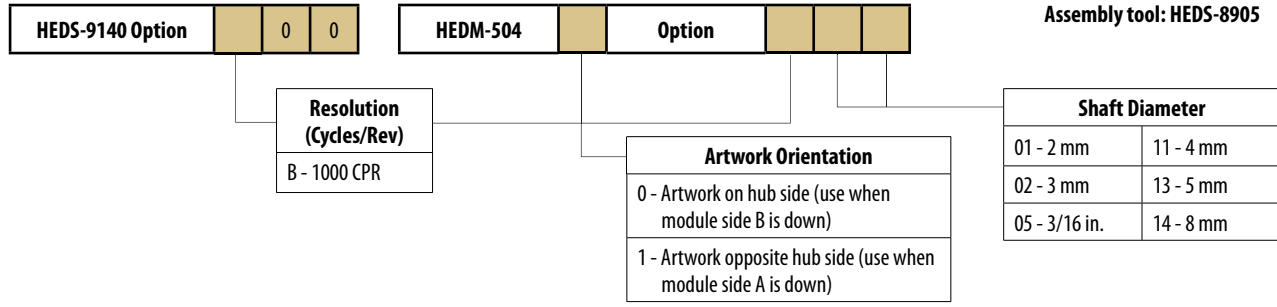 HEDS-9140 Option 0 0
HEDM-504 Option
Assembly tool: HEDS-8905
Resolution
(Cycles/Rev)
B - 1000 CPR
Artwork Orientation
0 - Artwork on hub side (use when
module side B is down)
1 - Artwork opposite hub side (use when
module side A is down)
Shaft Diameter
01 - 2 mm 11 - 4 mm
02 - 3 mm 13 - 5 mm
05 - 3/16 in. 14 - 8 mm